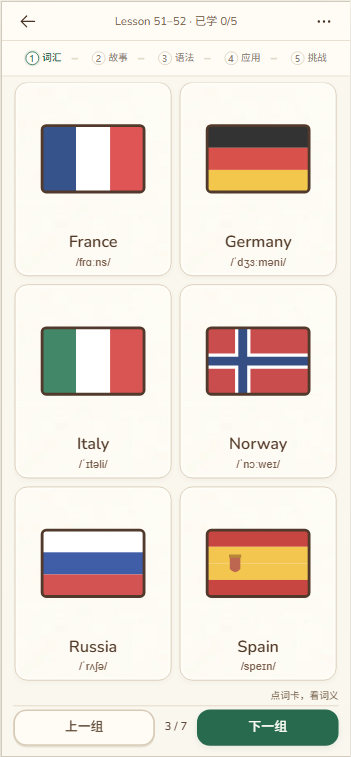 Lesson 51–52 · 已学 0/5
1 词汇 2 故事 3 语法 4 应用 5 挑战
France
/frɑːns/
Germany
/ˈdʒɜːməni/
Italy
/ˈɪtəli/
Norway
/ˈnɔːweɪ/
Russia
/ˈrʌʃə/
Spain
/speɪn/
点词卡，看词义
上一组 3 / 7 下一组